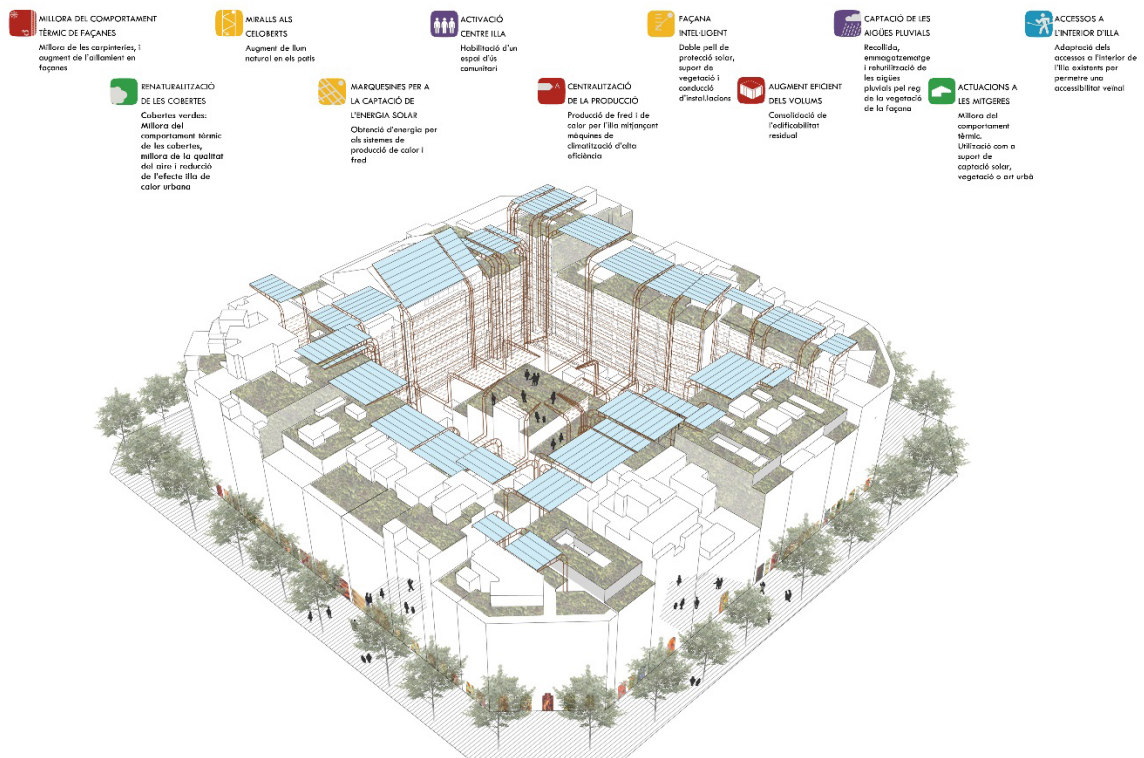 MILLORA DEL COMPORTAMENT
TÈRMIC DE FAÇANES
Millora de les carpinteries, i
augment de l'aïllament en
façanes
MIRALLS ALS
CELOBERTS
Augment de llum
natural en els patis
ACTIVACIÓ
CENTRE ILLA
Habilitació d'un
espai d'ús
comunitari
FAÇANA
INTEL·LIGENT
Doble pell de
protecció solar,
suport de
vegetació i
conducció
d'instal.lacions
CAPTACIÓ DE LES
AIGÜES PLUVIALS
Recollida,
emmagatzematge
i reutilització de
les aigües
pluvials pel reg
de la vegetació
de la façana
ACCESSOS A
L'INTERIOR D'ILLA
Adaptació dels
accessos a l'interior de
l'illa existents per
permetre una
accessibilitat veïnal
RENATURALITZACIÓ
DE LES COBERTES
Cobertes verdes:
Millora del
comportament tèrmic
de les cobertes,
millora de la qualitat
del aire i reducció
de l'efecte illa de
calor urbana
MARQUESINES PER A
LA CAPTACIÓ DE
L'ENERGIA SOLAR
Obtenció d'energia per
als sistemes de
producció de calor i
fred
CENTRALITZACIÓ
DE LA PRODUCCIÓ
Producció de fred i de
calor per l'illa mitjançant
màquines de
climatització d'alta
eficiència
AUGMENT EFICIENT
DELS VOLUMS
Consolidació de
l'edificabilitat
residual
ACTUACIONS A
LES MITGERES
Millora del
comportament
tèrmic.
Utilització com a
suport de
captació solar,
vegetació o art urbà